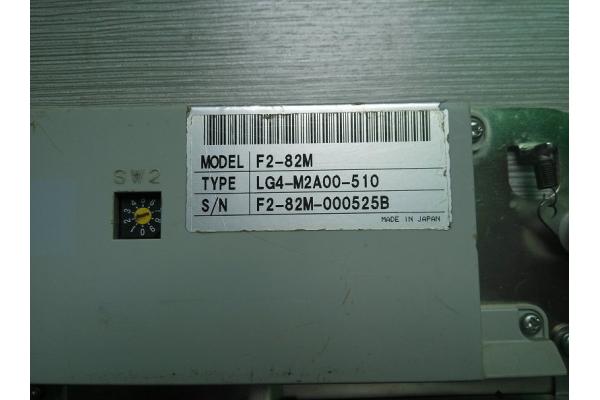 MODEL F2-82M
TYPE LG4-M2A00-510
S/N F2-82M-000525B
MADE IN JAPAN
SW2